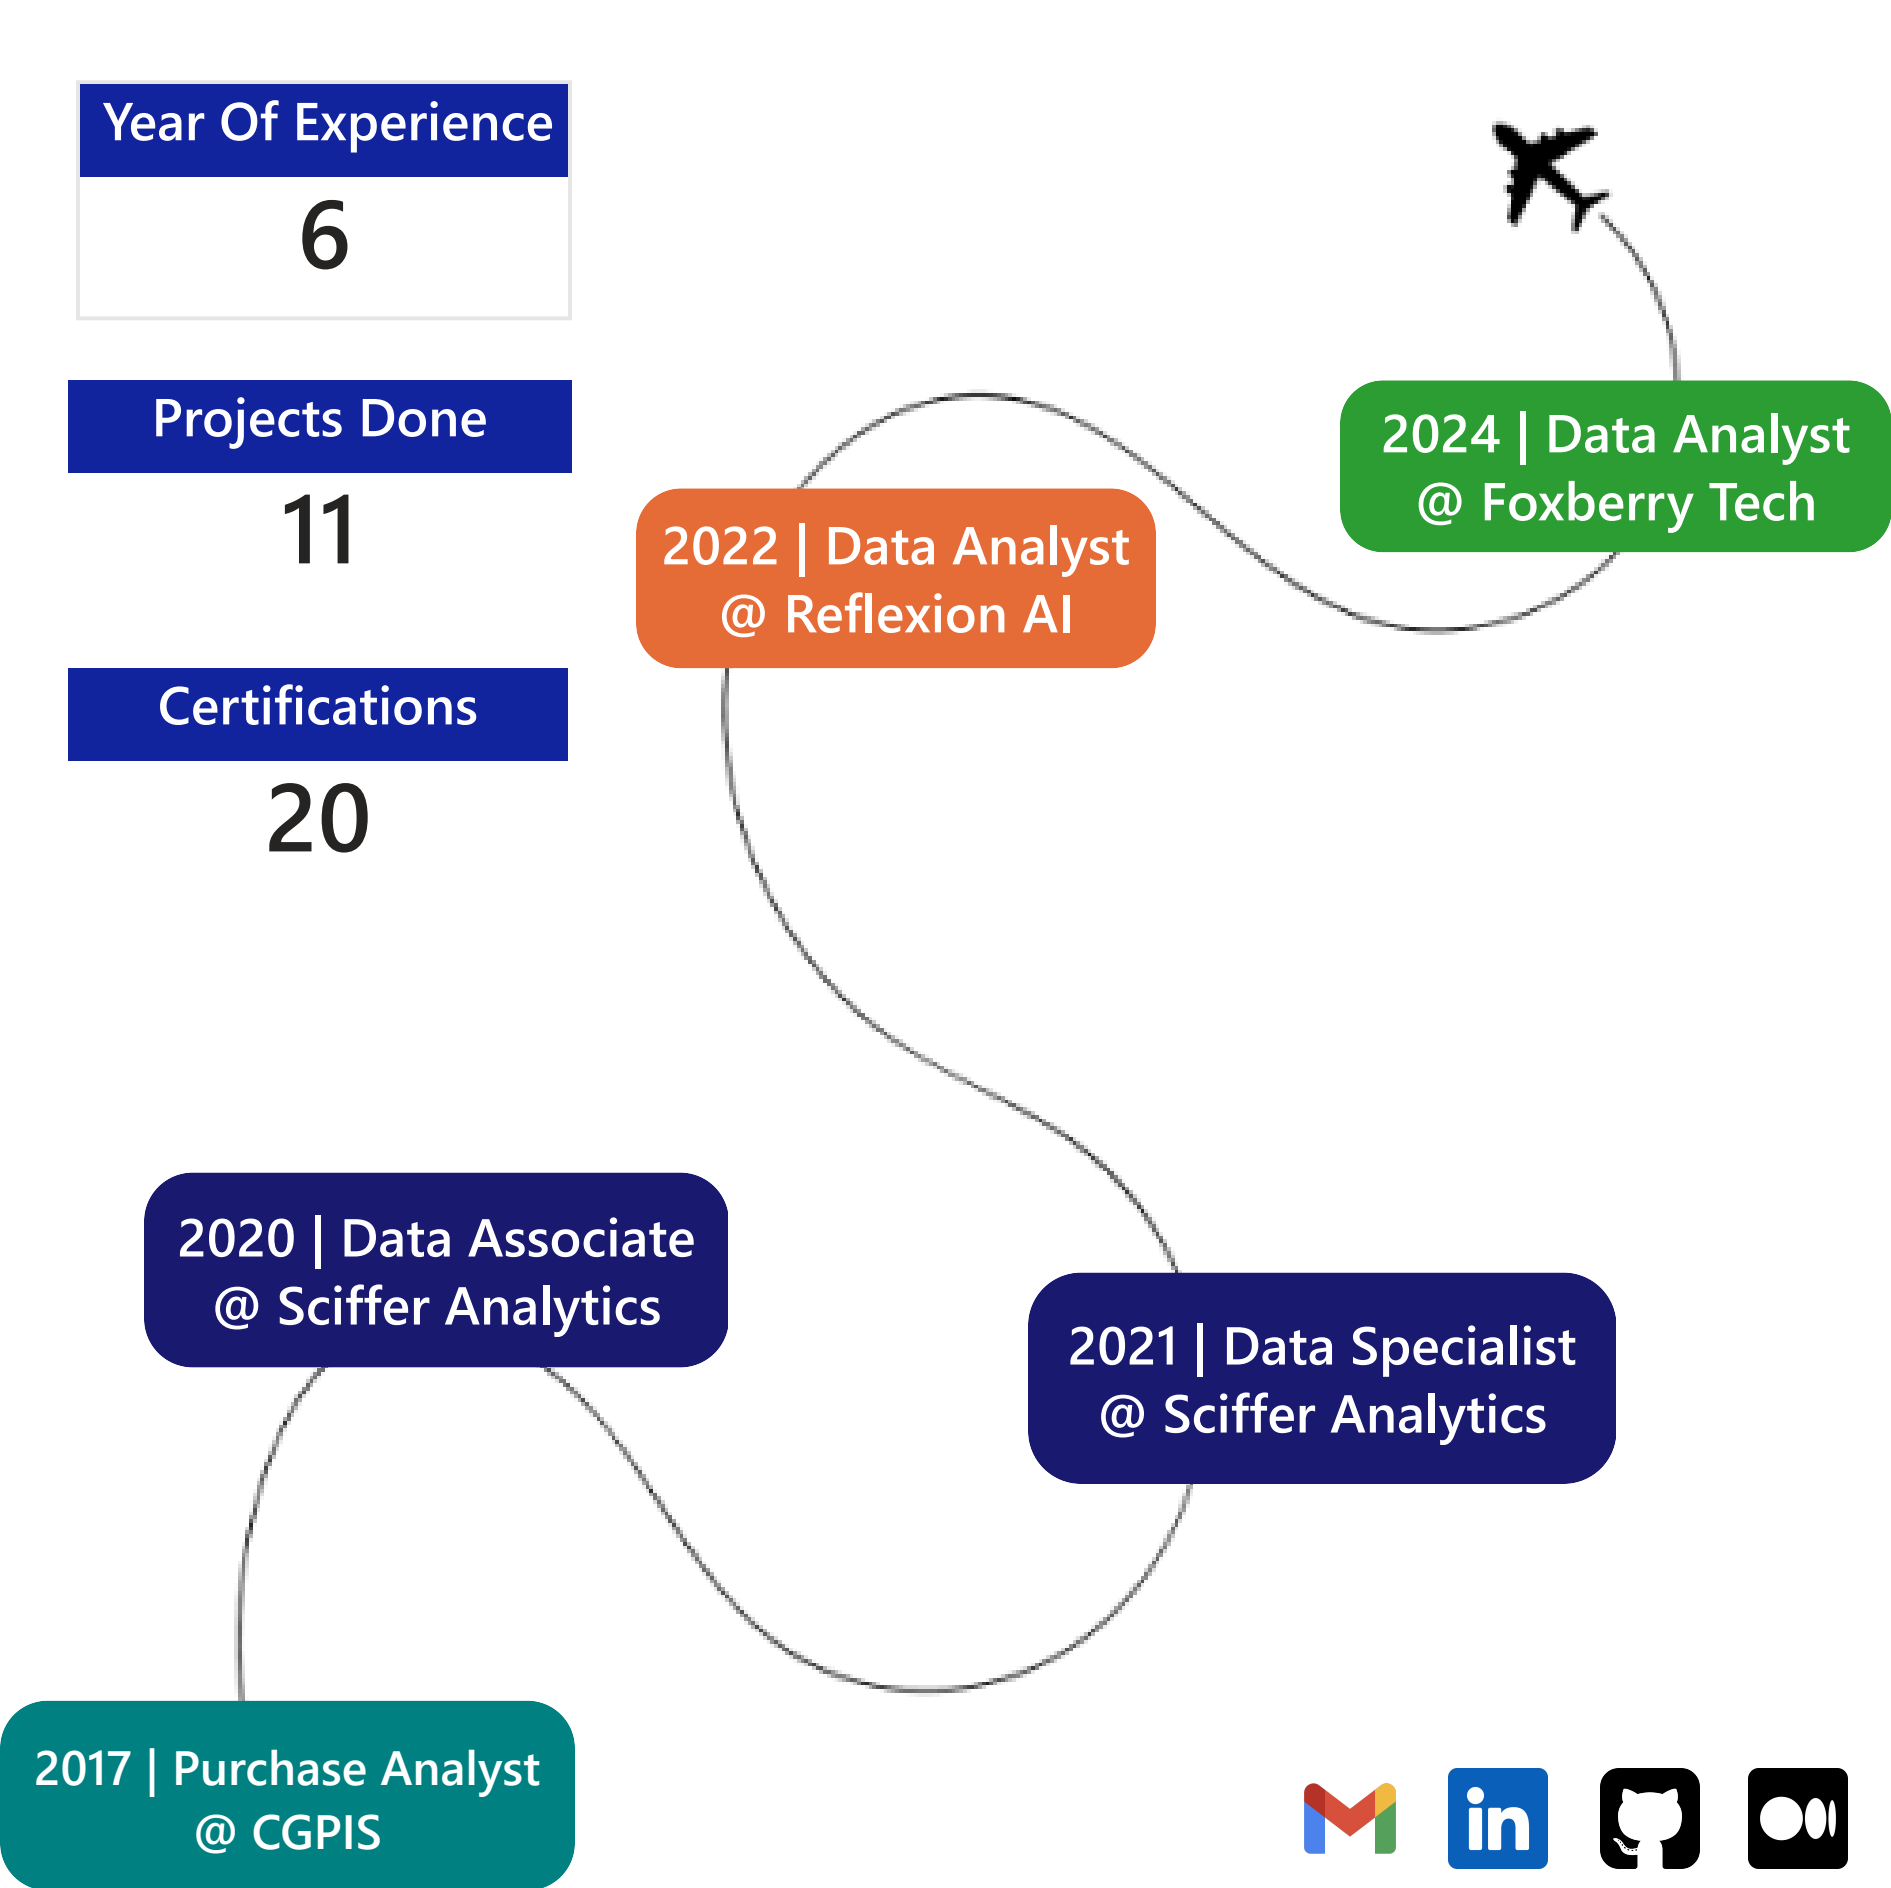 Year Of Experience
6
Projects Done
11
Certifications
20
2024 | Data Analyst
@ Foxberry Tech
2022 | Data Analyst
@ Reflexion AI
2020 | Data Associate
@ Sciffer Analytics
2021 | Data Specialist
@ Sciffer Analytics
2017 | Purchase Analyst
@ CGPIS
in